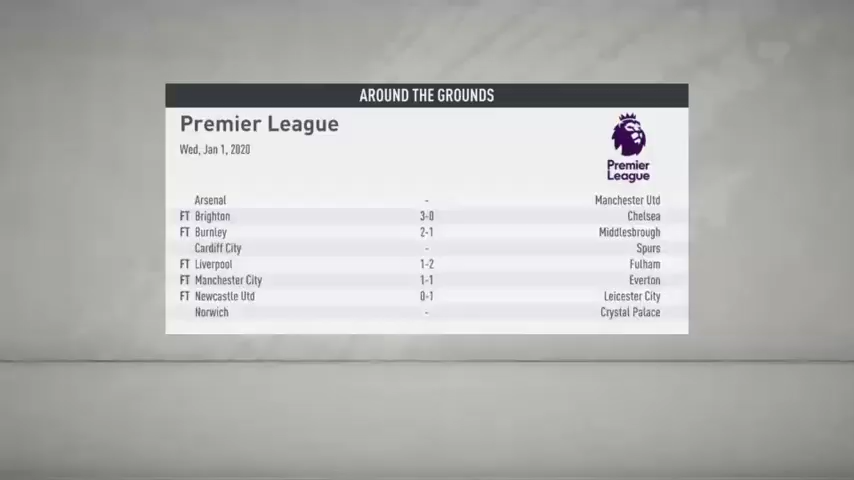 AROUND THE GROUNDS
Premier League
Wed, Jan 1, 2020
Premier
League
Arsenal - Manchester Utd
FT Brighton 3-0 Chelsea
FT Burnley 2-1 Middlesbrough
Cardiff City - Spurs
FT Liverpool 1-2 Fulham
FT Manchester City 1-1 Everton
FT Newcastle Utd 0-1 Leicester City
Norwich - Crystal Palace